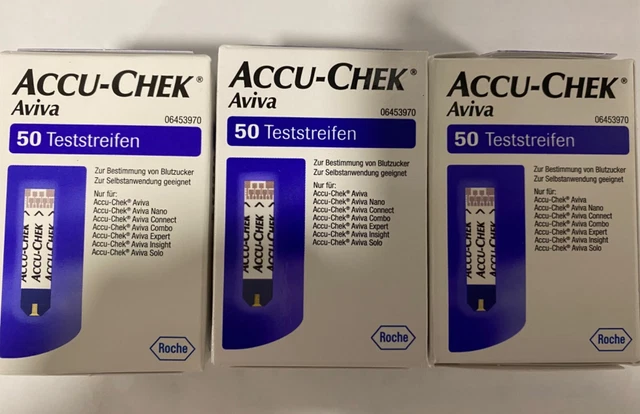 ACCU-CHEK®
Aviva
06453970
50 Teststreifen
Zur Bestimmung von Blutzucker
Zur Selbstanwendung geeignet
Nur für:
Accu-Chek® Aviva
Accu-Chek® Aviva Nano
Accu-Chek® Aviva Connect
Accu-Chek® Aviva Combo
Accu-Chek® Aviva Expert
Accu-Chek® Aviva Insight
Accu-Chek® Aviva Solo
ACCU-CHEK
Roche
ACCU-CHEK®
Aviva
06453970
50 Teststreifen
Zur Bestimmung von Blutzucker
Zur Selbstanwendung geeignet
Nur für:
Accu-Chek® Aviva
Accu-Chek® Aviva Nano
Accu-Chek® Aviva Connect
Accu-Chek® Aviva Combo
Accu-Chek® Aviva Expert
Accu-Chek® Aviva Insight
Accu-Chek® Aviva Solo
ACCU-CHEK
Roche
ACCU-CHEK®
Aviva
06453970
50 Teststreifen
Zur Bestimmung von Blutzucker
Zur Selbstanwendung geeignet
Nur für:
Accu-Chek® Aviva
Accu-Chek® Aviva Nano
Accu-Chek® Aviva Connect
Accu-Chek® Aviva Combo
Accu-Chek® Aviva Expert
Accu-Chek® Aviva Insight
Accu-Chek® Aviva Solo
ACCU-CHEK
Roche